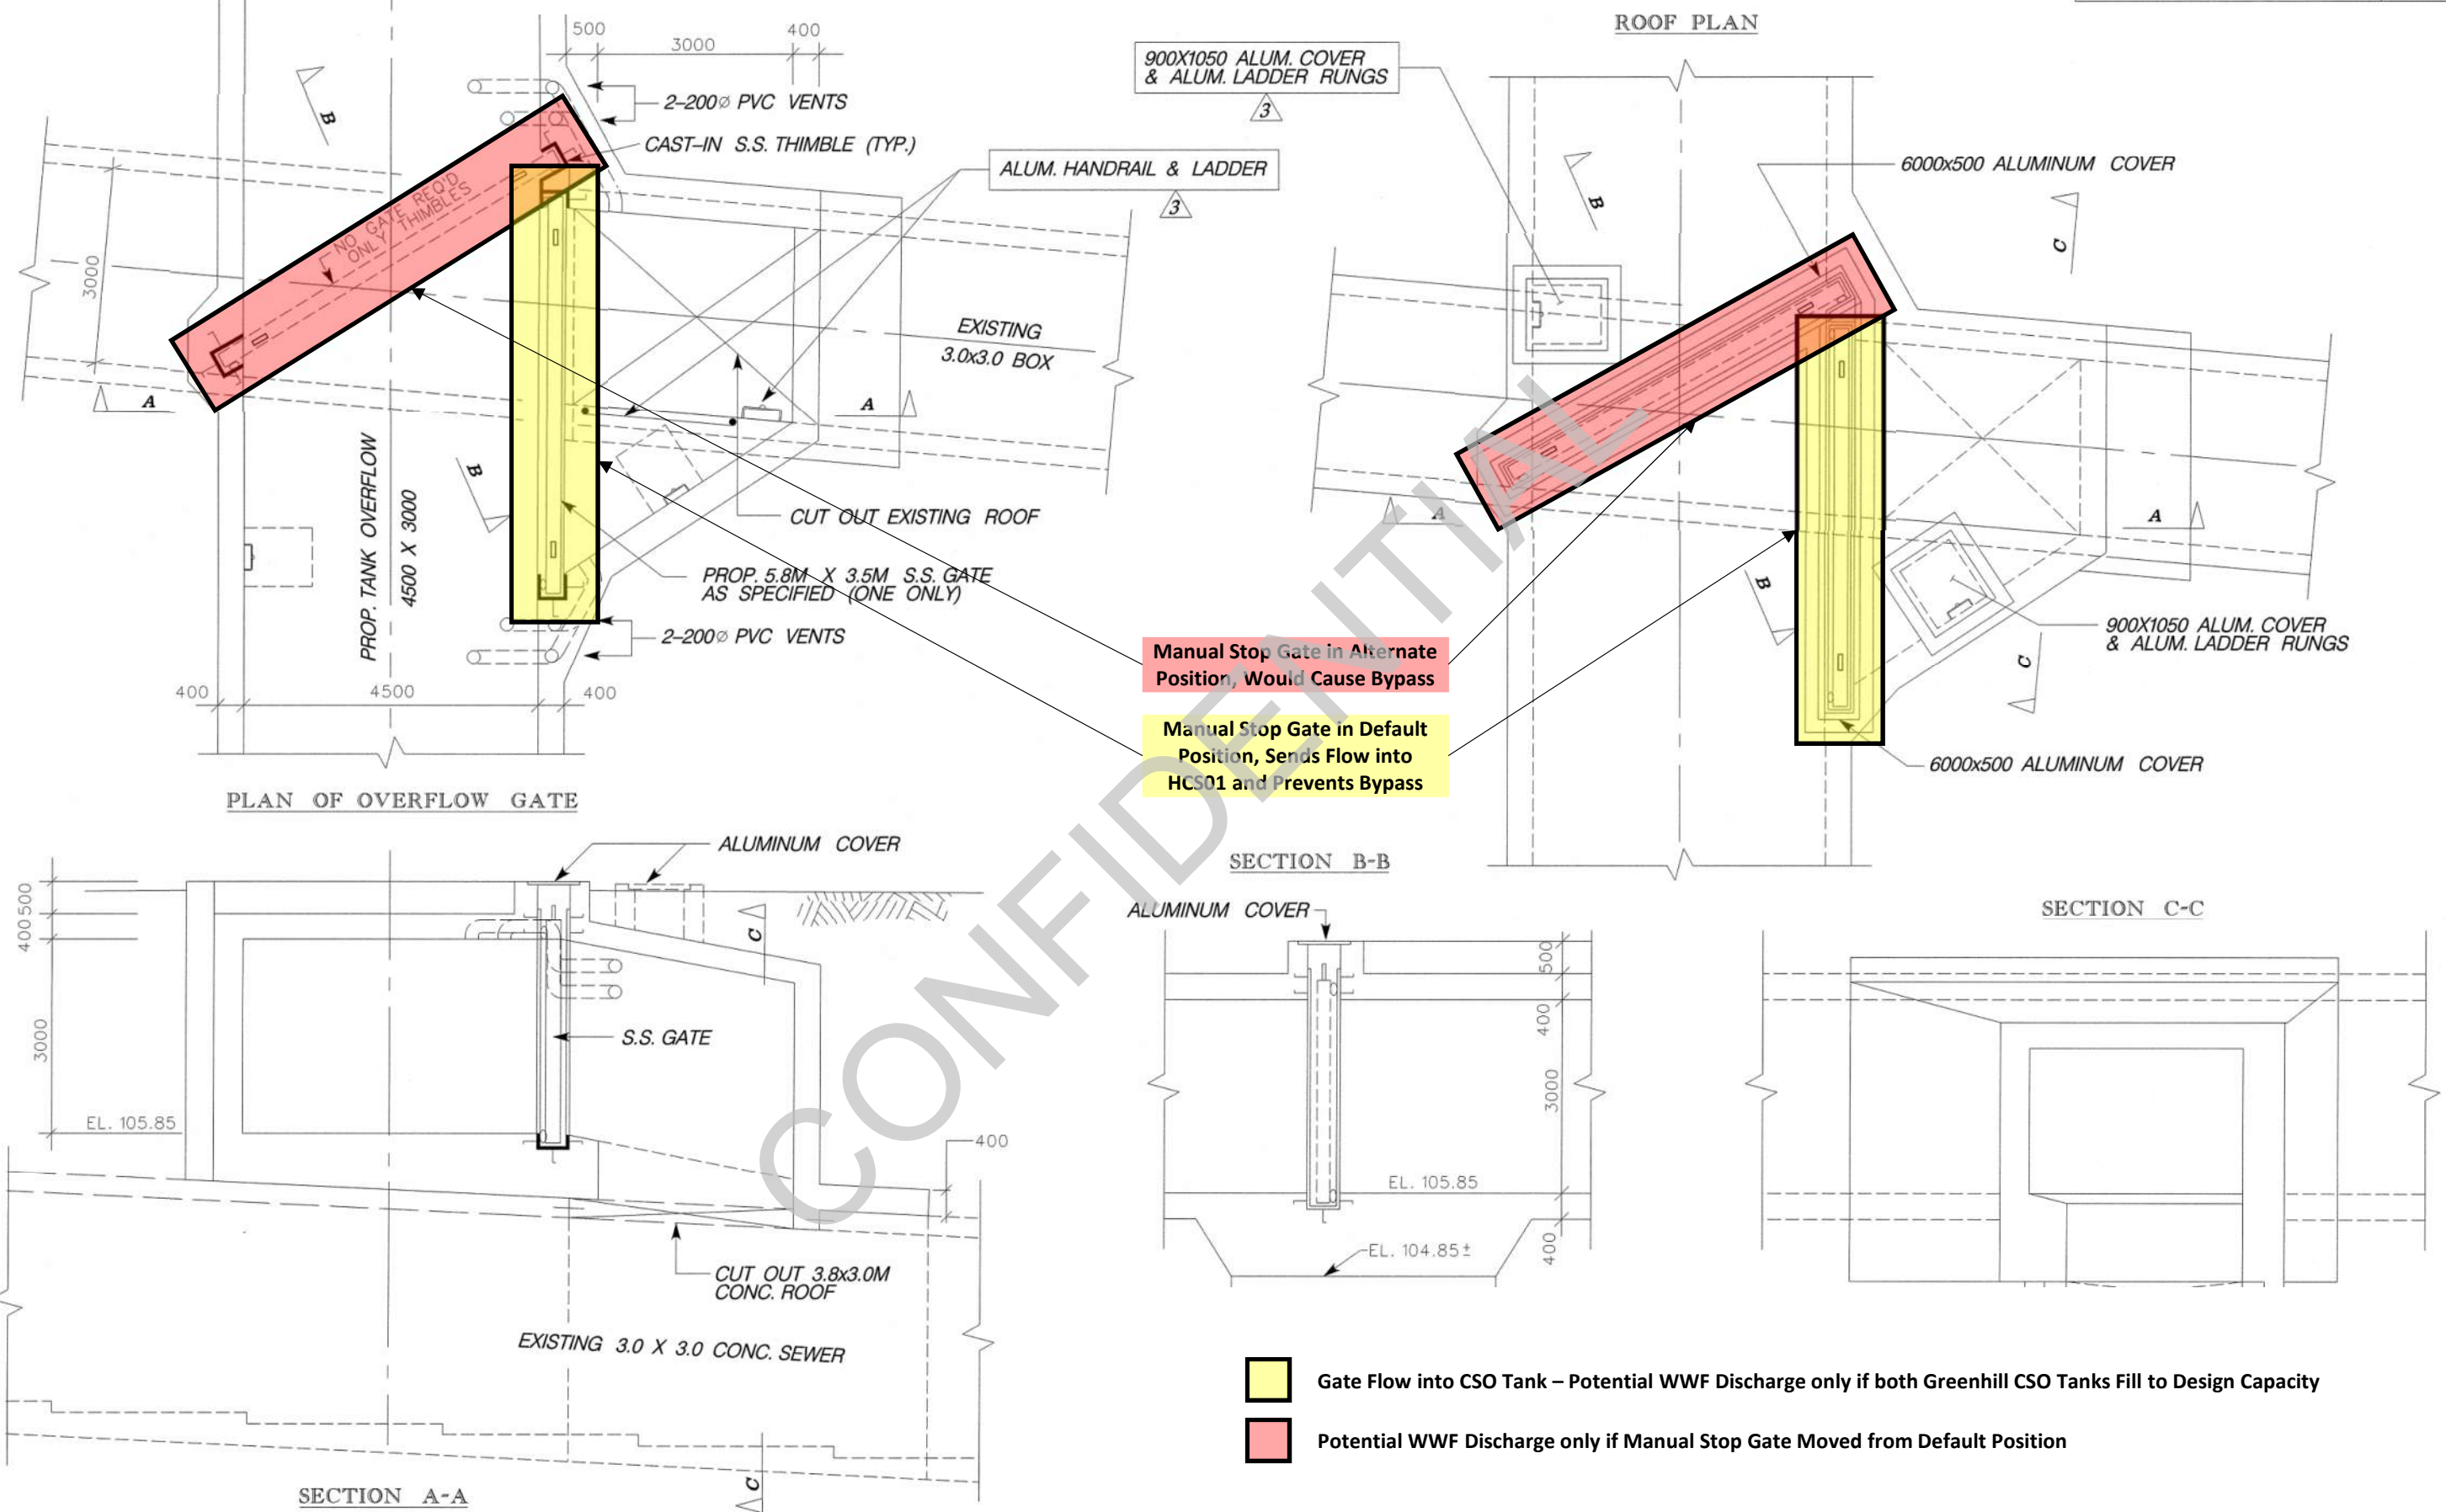 ROOF PLAN
500
3000
400
B
2-200ø PVC VENTS
CAST-IN S.S. THIMBLE (TYP.)
900X1050 ALUM. COVER
& ALUM. LADDER RUNGS
3
ALUM. HANDRAIL & LADDER
3
NO GATE REQ'D
ONLY THIMBLES
3000
EXISTING
3.0x3.0 BOX
A
A
B
PROP. TANK OVERFLOW
4500 X 3000
CUT OUT EXISTING ROOF
PROP. 5.8M X 3.5M S.S. GATE
AS SPECIFIED (ONE ONLY)
2-200ø PVC VENTS
400
4500
400
PLAN OF OVERFLOW GATE
B
6000x500 ALUMINUM COVER
C
A
A
B
900X1050 ALUM. COVER
& ALUM. LADDER RUNGS
C
6000x500 ALUMINUM COVER
Manual Stop Gate in Alternate
Position, Would Cause Bypass
Manual Stop Gate in Default
Position, Sends Flow into
HCS01 and Prevents Bypass
CONFIDENTIAL
ALUMINUM COVER
500
400
C
3000
S.S. GATE
EL. 105.85
400
CUT OUT 3.8x3.0M
CONC. ROOF
EXISTING 3.0 X 3.0 CONC. SEWER
C
SECTION A-A
SECTION B-B
ALUMINUM COVER
500
400
3000
EL. 105.85
EL. 104.85±
400
SECTION C-C
Gate Flow into CSO Tank – Potential WWF Discharge only if both Greenhill CSO Tanks Fill to Design Capacity
Potential WWF Discharge only if Manual Stop Gate Moved from Default Position